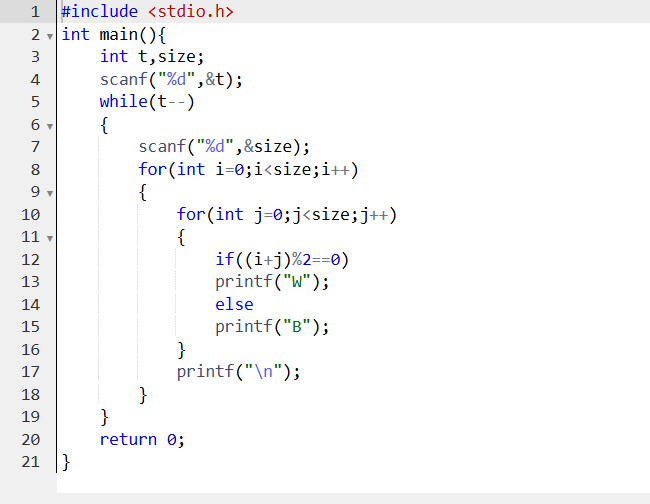 1 #include <stdio.h>
2 int main(){
3 int t,size;
4 scanf("%d",&t);
5 while(t--)
6 {
7 scanf("%d",&size);
8 for(int i=0;i<size;i++)
9 {
10 for(int j=0;j<size;j++)
11 {
12 if((i+j)%2==0)
13 printf("W");
14 else
15 printf("B");
16 }
17 printf("\n");
18 }
19 }
20 return 0;
21 }